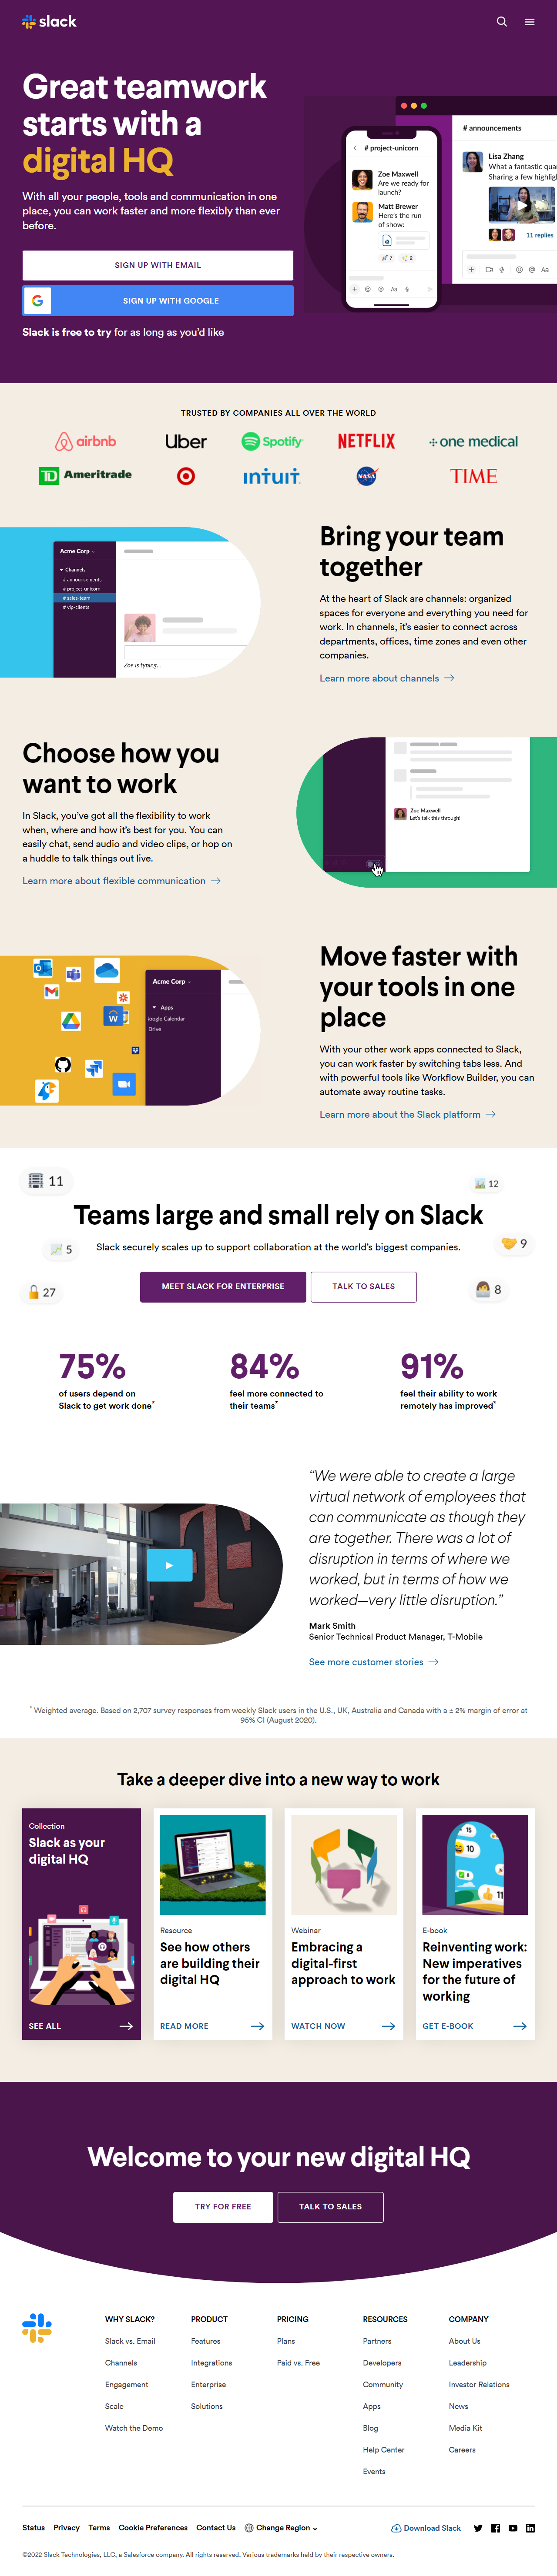 slack
Great teamwork
starts with a
digital HQ
With all your people, tools and communication in one
place, you can work faster and more flexibly than ever
before.
SIGN UP WITH EMAIL
G
SIGN UP WITH GOOGLE
Slack is free to try for as long as you'd like
# project-unicorn
Zoe Maxwell
Are we ready for
launch?
Matt Brewer
Here's the run
of show:
7
2
Aa
# announcements
Lisa Zhang
What a fantastic qua
Sharing a few highlig
11 replies
Aa
TRUSTED BY COMPANIES ALL OVER THE WORLD
airbnb
Uber
Spotify
NETFLIX
one medical
TD Ameritrade
intuit
NASA
TIME
Acme Corp
Channels
# announcements
# project-unicorn
# sales-team
# vip-clients
Zoe is typing...
Bring your team
together
At the heart of Slack are channels: organized
spaces for everyone and everything you need for
work. In channels, it's easier to connect across
departments, offices, time zones and even other
companies.
Learn more about channels →
Choose how you
want to work
In Slack, you've got all the flexibility to work
when, where and how it's best for you. You can
easily chat, send audio and video clips, or hop on
a huddle to talk things out live.
Learn more about flexible communication →
Zoe Maxwell
Let's talk this through!
Acme Corp
Apps
oogle Calendar
Drive
W
Move faster with
your tools in one
place
With your other work apps connected to Slack,
you can work faster by switching tabs less. And
with powerful tools like Workflow Builder, you can
automate away routine tasks.
Learn more about the Slack platform →
11
12
Teams large and small rely on Slack
5
Slack securely scales up to support collaboration at the world's biggest companies.
9
27
MEET SLACK FOR ENTERPRISE
TALK TO SALES
8
75%
of users depend on
Slack to get work done*
84%
feel more connected to
their teams*
91%
feel their ability to work
remotely has improved*
T
“We were able to create a large
virtual network of employees that
can communicate as though they
are together. There was a lot of
disruption in terms of where we
worked, but in terms of how we
worked—very little disruption.”
Mark Smith
Senior Technical Product Manager, T-Mobile
See more customer stories →
* Weighted average. Based on 2,707 survey responses from weekly Slack users in the U.S., UK, Australia and Canada with a ± 2% margin of error at
95% CI (August 2020).
Take a deeper dive into a new way to work
Collection
Slack as your
digital HQ
SEE ALL →
Resource
See how others
are building their
digital HQ
READ MORE →
Webinar
Embracing a
digital-first
approach to work
WATCH NOW →
15
10
11
E-book
Reinventing work:
New imperatives
for the future of
working
GET E-BOOK →
Welcome to your new digital HQ
TRY FOR FREE
TALK TO SALES
WHY SLACK?
Slack vs. Email
Channels
Engagement
Scale
Watch the Demo
PRODUCT
Features
Integrations
Enterprise
Solutions
PRICING
Plans
Paid vs. Free
RESOURCES
Partners
Developers
Community
Apps
Blog
Help Center
Events
COMPANY
About Us
Leadership
Investor Relations
News
Media Kit
Careers
Status Privacy Terms Cookie Preferences Contact Us Change Region
Download Slack
©2022 Slack Technologies, LLC, a Salesforce company. All rights reserved. Various trademarks held by their respective owners.